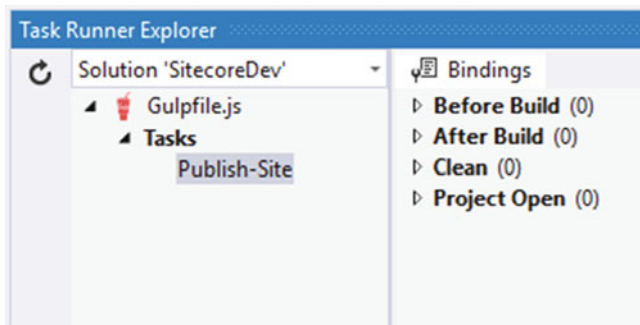 Task Runner Explorer
Solution 'SitecoreDev'
Gulpfile.js
Tasks
Publish-Site
Bindings
Before Build (0)
After Build (0)
Clean (0)
Project Open (0)